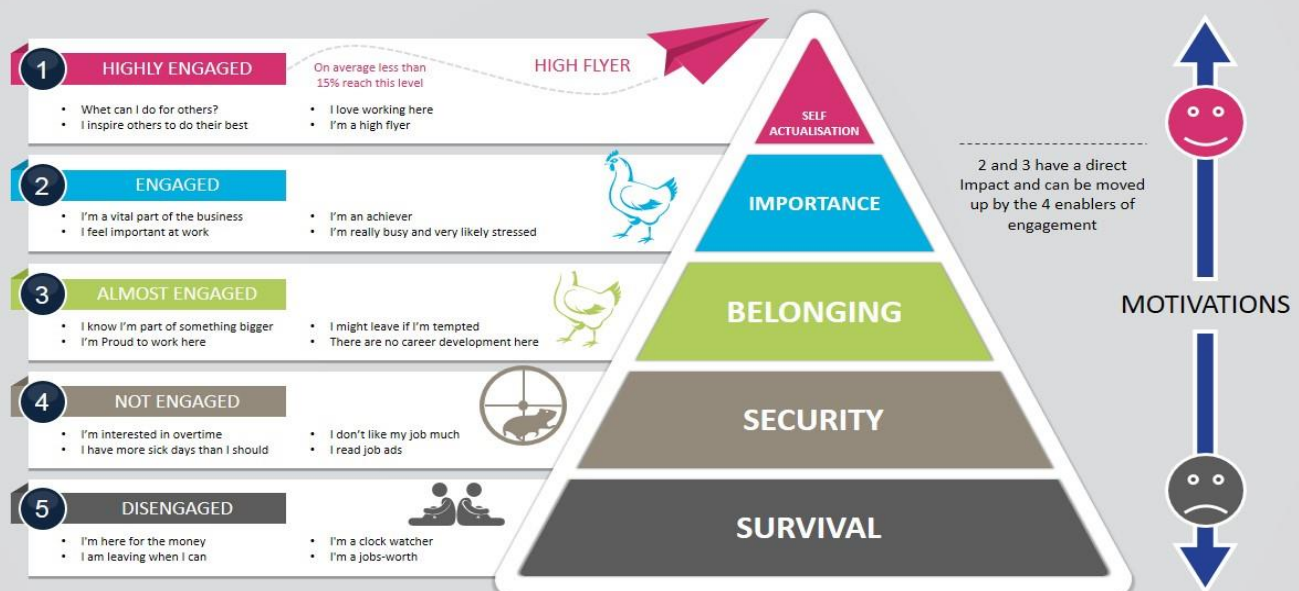 1
HIGHLY ENGAGED
On average less than
15% reach this level
HIGH FLYER
• Whet can I do for others?
• I inspire others to do their best
• I love working here
• I'm a high flyer
SELF
ACTUALISATION
2
ENGAGED
• I'm a vital part of the business
• I feel important at work
• I'm an achiever
• I'm really busy and very likely stressed
IMPORTANCE
2 and 3 have a direct
Impact and can be moved
up by the 4 enablers of
engagement
3
ALMOST ENGAGED
• I know I'm part of something bigger
• I'm Proud to work here
• I might leave if I'm tempted
• There are no career development here
BELONGING
MOTIVATIONS
4
NOT ENGAGED
• I'm interested in overtime
• I have more sick days than I should
• I don't like my job much
• I read job ads
SECURITY
5
DISENGAGED
• I'm here for the money
• I am leaving when I can
• I'm a clock watcher
• I'm a jobs-worth
SURVIVAL